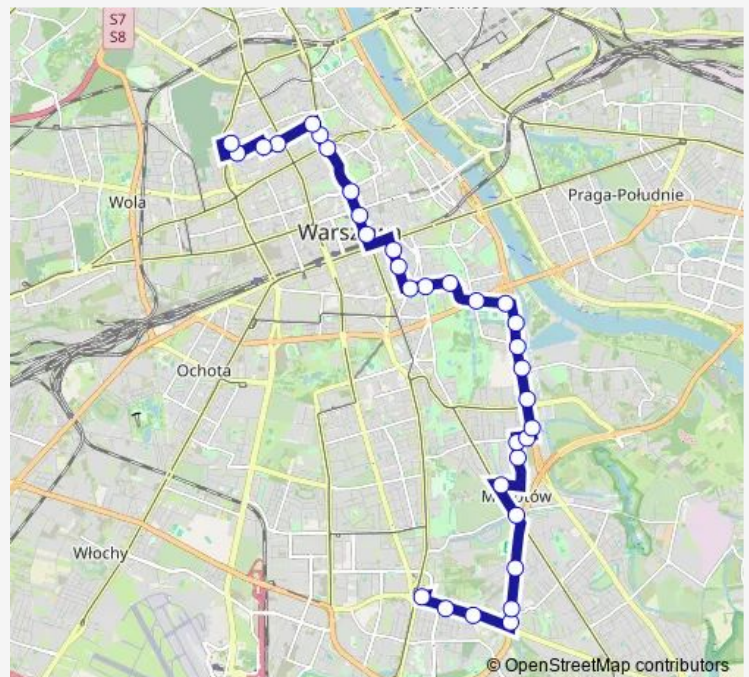 S7
S8
Wola
Praga-Południe
Warsz
Ochota
M
otów
Włochy
© OpenStreetMap contributors